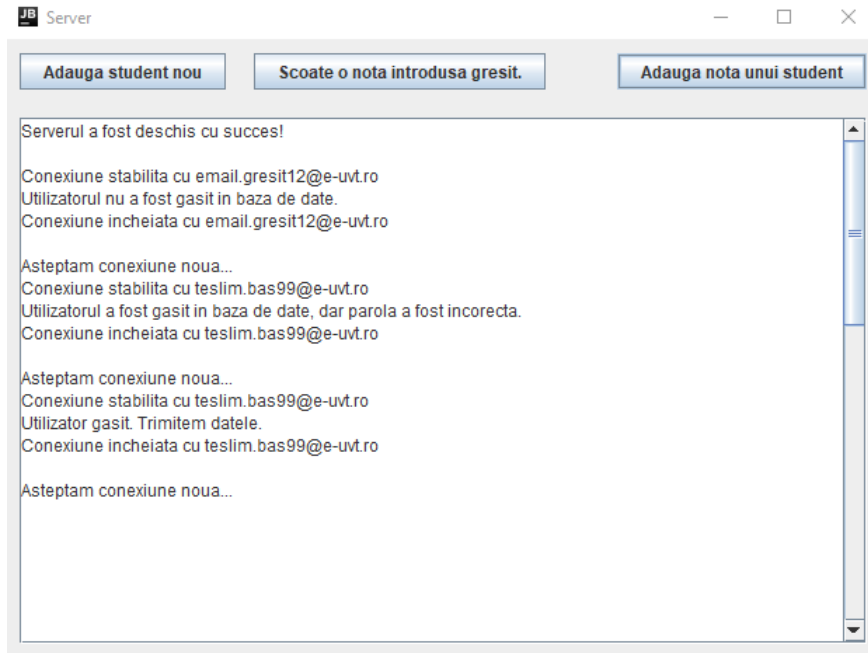 JB Server
Adauga student nou
Scoate o nota introdusa gresit.
Adauga nota unui student
Serverul a fost deschis cu succes!
Conexiune stabilita cu email.gresit12@e-uvt.ro
Utilizatorul nu a fost gasit in baza de date.
Conexiune incheiata cu email.gresit12@e-uvt.ro
Asteptam conexiune noua...
Conexiune stabilita cu teslim.bas99@e-uvt.ro
Utilizatorul a fost gasit in baza de date, dar parola a fost incorecta.
Conexiune incheiata cu teslim.bas99@e-uvt.ro
Asteptam conexiune noua...
Conexiune stabilita cu teslim.bas99@e-uvt.ro
Utilizator gasit. Trimitem datele.
Conexiune incheiata cu teslim.bas99@e-uvt.ro
Asteptam conexiune noua...